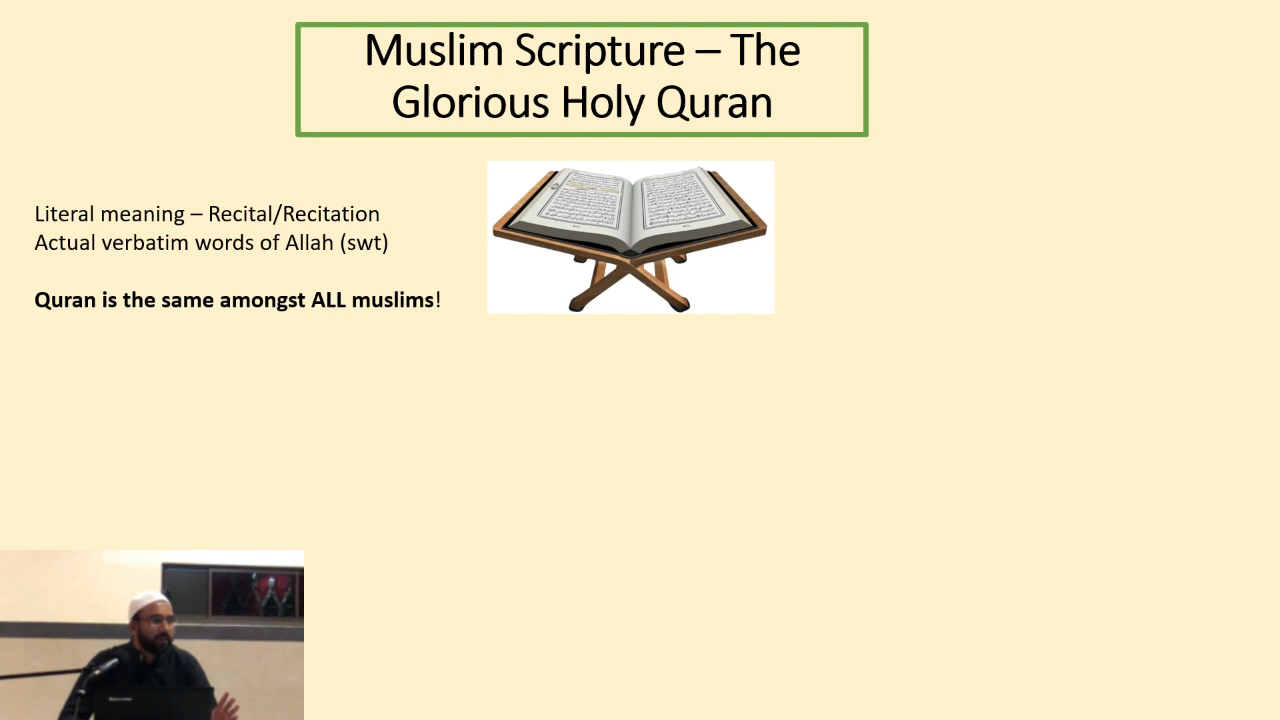 Muslim Scripture – The
Glorious Holy Quran
Literal meaning – Recital/Recitation
Actual verbatim words of Allah (swt)
Quran is the same amongst ALL muslims!